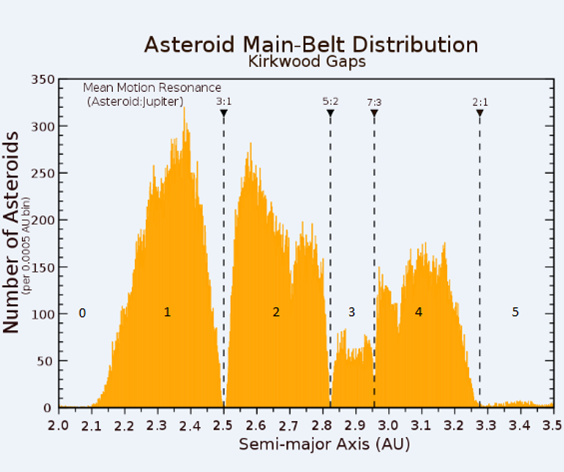 Asteroid Main-Belt Distribution
Kirkwood Gaps
350
Mean Motion Resonance
(Asteroid:Jupiter)
3:1
5:2
7:3
2:1
300
250
200
150
100
50
0
Number of Asteroids
(per 0.0005 AU bin)
0
1
2
3
4
5
2.0 2.1 2.2 2.3 2.4 2.5 2.6 2.7 2.8 2.9 3.0 3.1 3.2 3.3 3.4 3.5
Semi-major Axis (AU)